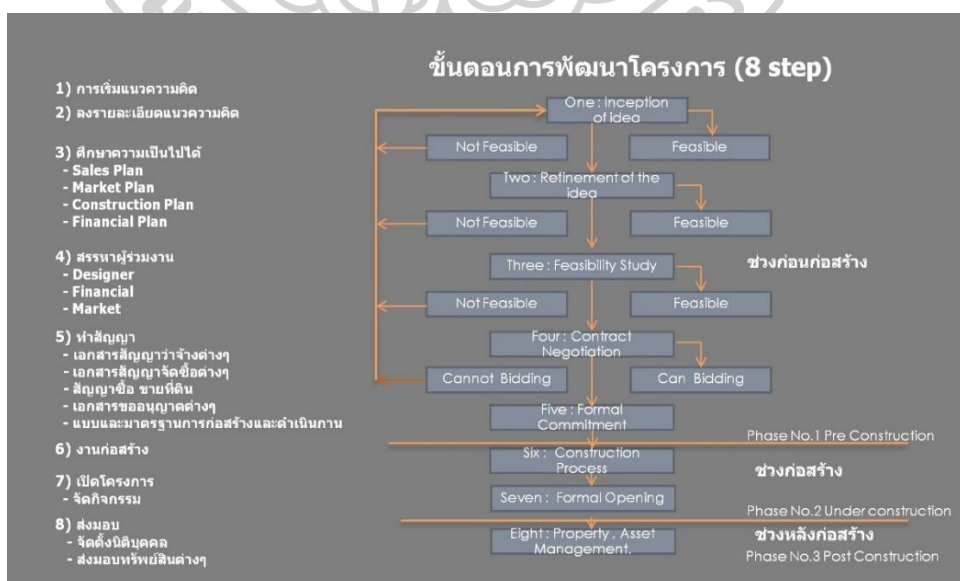 ขั้นตอนการพัฒนาโครงการ (8 step)
1) การเริ่มแนวความคิด
2) ลงรายละเอียดแนวความคิด
3) ศึกษาความเป็นไปได้
- Sales Plan
- Market Plan
- Construction Plan
- Financial Plan
4) สรรหาผู้ร่วมงาน
- Designer
- Financial
- Market
5) ทำสัญญา
- เอกสารสัญญาว่าจ้างต่างๆ
- เอกสารสัญญาจัดซื้อต่างๆ
- สัญญาซื้อ ขายที่ดิน
- เอกสารขออนุญาตต่างๆ
- แบบและมาตรฐานการก่อสร้างและดำเนินกาน
6) งานก่อสร้าง
7) เปิดโครงการ
- จัดกิจกรรม
8) ส่งมอบ
- จัดตั้งนิติบุคคล
- ส่งมอบทรัพย์สินต่างๆ
One : Inception
of idea
Not Feasible
Feasible
Two : Refinement of the
idea
Not Feasible
Feasible
Three : Feasibility Study
ช่วงก่อนก่อสร้าง
Not Feasible
Feasible
Four : Contract
Negotiation
Cannot Bidding
Can Bidding
Five : Formal
Commitment
Phase No.1 Pre Construction
Six : Construction
Process
ช่วงก่อสร้าง
Seven : Formal Opening
Phase No.2 Under construction
Eight : Property , Asset
Management.
ช่วงหลังก่อสร้าง
Phase No.3 Post Construction